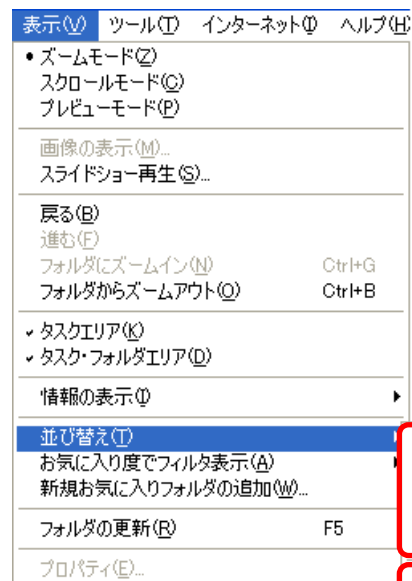 表示(V) ツール(T) インターネット(I) ヘルプ(H)
ズームモード(Z)
スクロールモード(C)
プレビューモード(P)
画像の表示(M)...
スライドショー再生(S)...
戻る(B)
進む(F)
フォルダにズームイン(N) Ctrl+G
フォルダからズームアウト(O) Ctrl+B
タスクエリア(K)
タスク・フォルダエリア(D)
情報の表示(I)
並び替え(T)
お気に入り度でフィルタ表示(A)
新規お気に入りフォルダの追加(W)...
フォルダの更新(R) F5
プロパティ(E)...